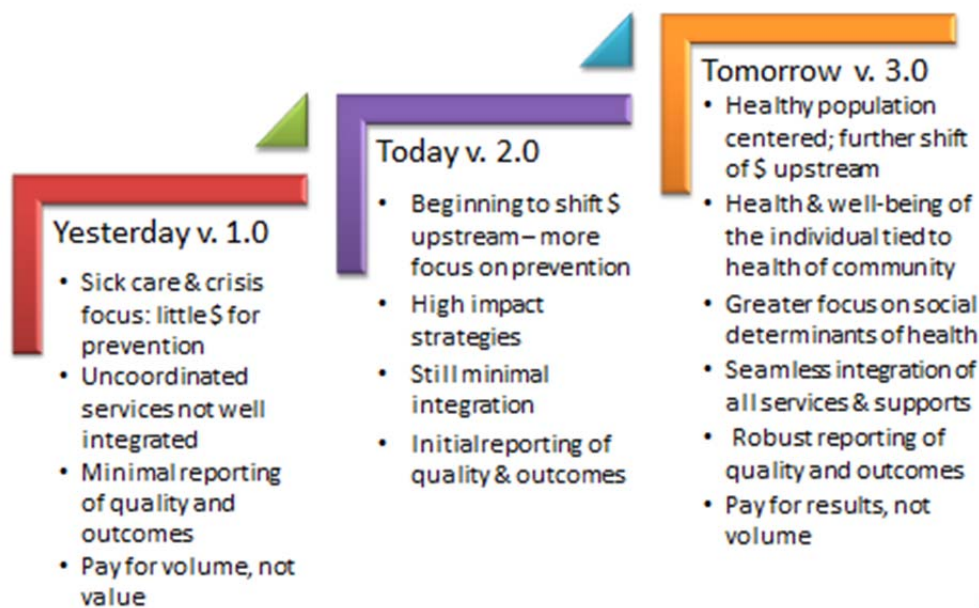 Yesterday v. 1.0
• Sick care & crisis
focus: little $ for
prevention
• Uncoordinated
services not well
integrated
• Minimal reporting
of quality and
outcomes
• Pay for volume, not
value
Today v. 2.0
• Beginning to shift $
upstream – more
focus on prevention
• High impact
strategies
• Still minimal
integration
• Initial reporting of
quality & outcomes
Tomorrow v. 3.0
• Healthy population
centered; further shift
of $ upstream
• Health & well-being of
the individual tied to
health of community
• Greater focus on social
determinants of health
• Seamless integration of
all services & supports
• Robust reporting of
quality and outcomes
• Pay for results, not
volume